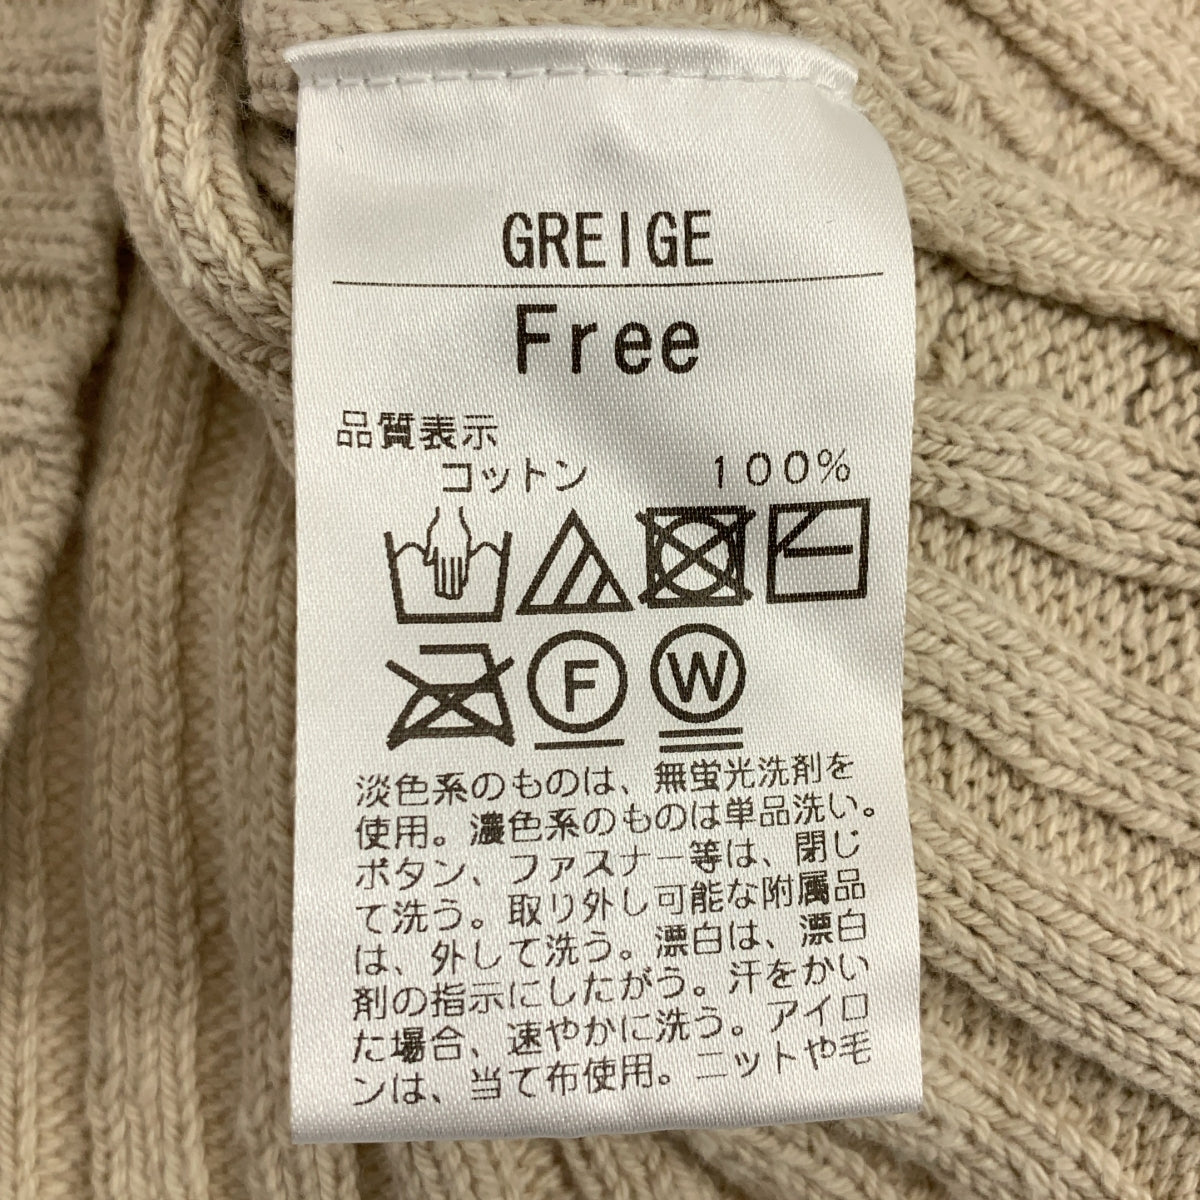 GREIGE
Free
品質表示
コットン 100%
F W
淡色系のものは、無蛍光洗剤を
使用。濃色系のものは単品洗い。
ボタン、ファスナー等は、閉じ
て洗う。取り外し可能な附属品
は、外して洗う。漂白は、漂白
剤の指示にしたがう。汗をかい
た場合、速やかに洗う。アイロ
ンは、当て布使用。ニットや毛